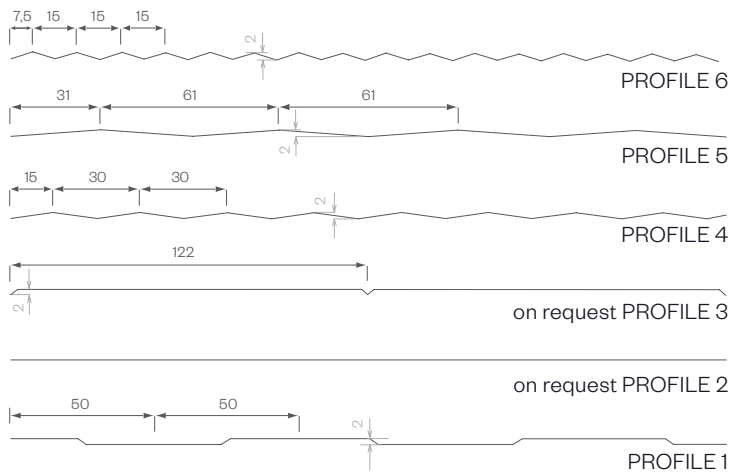 7,5 15 15 15
2
PROFILE 6
31 61 61
2
PROFILE 5
15 30 30
2
PROFILE 4
122
2
on request PROFILE 3
on request PROFILE 2
50 50
2
PROFILE 1